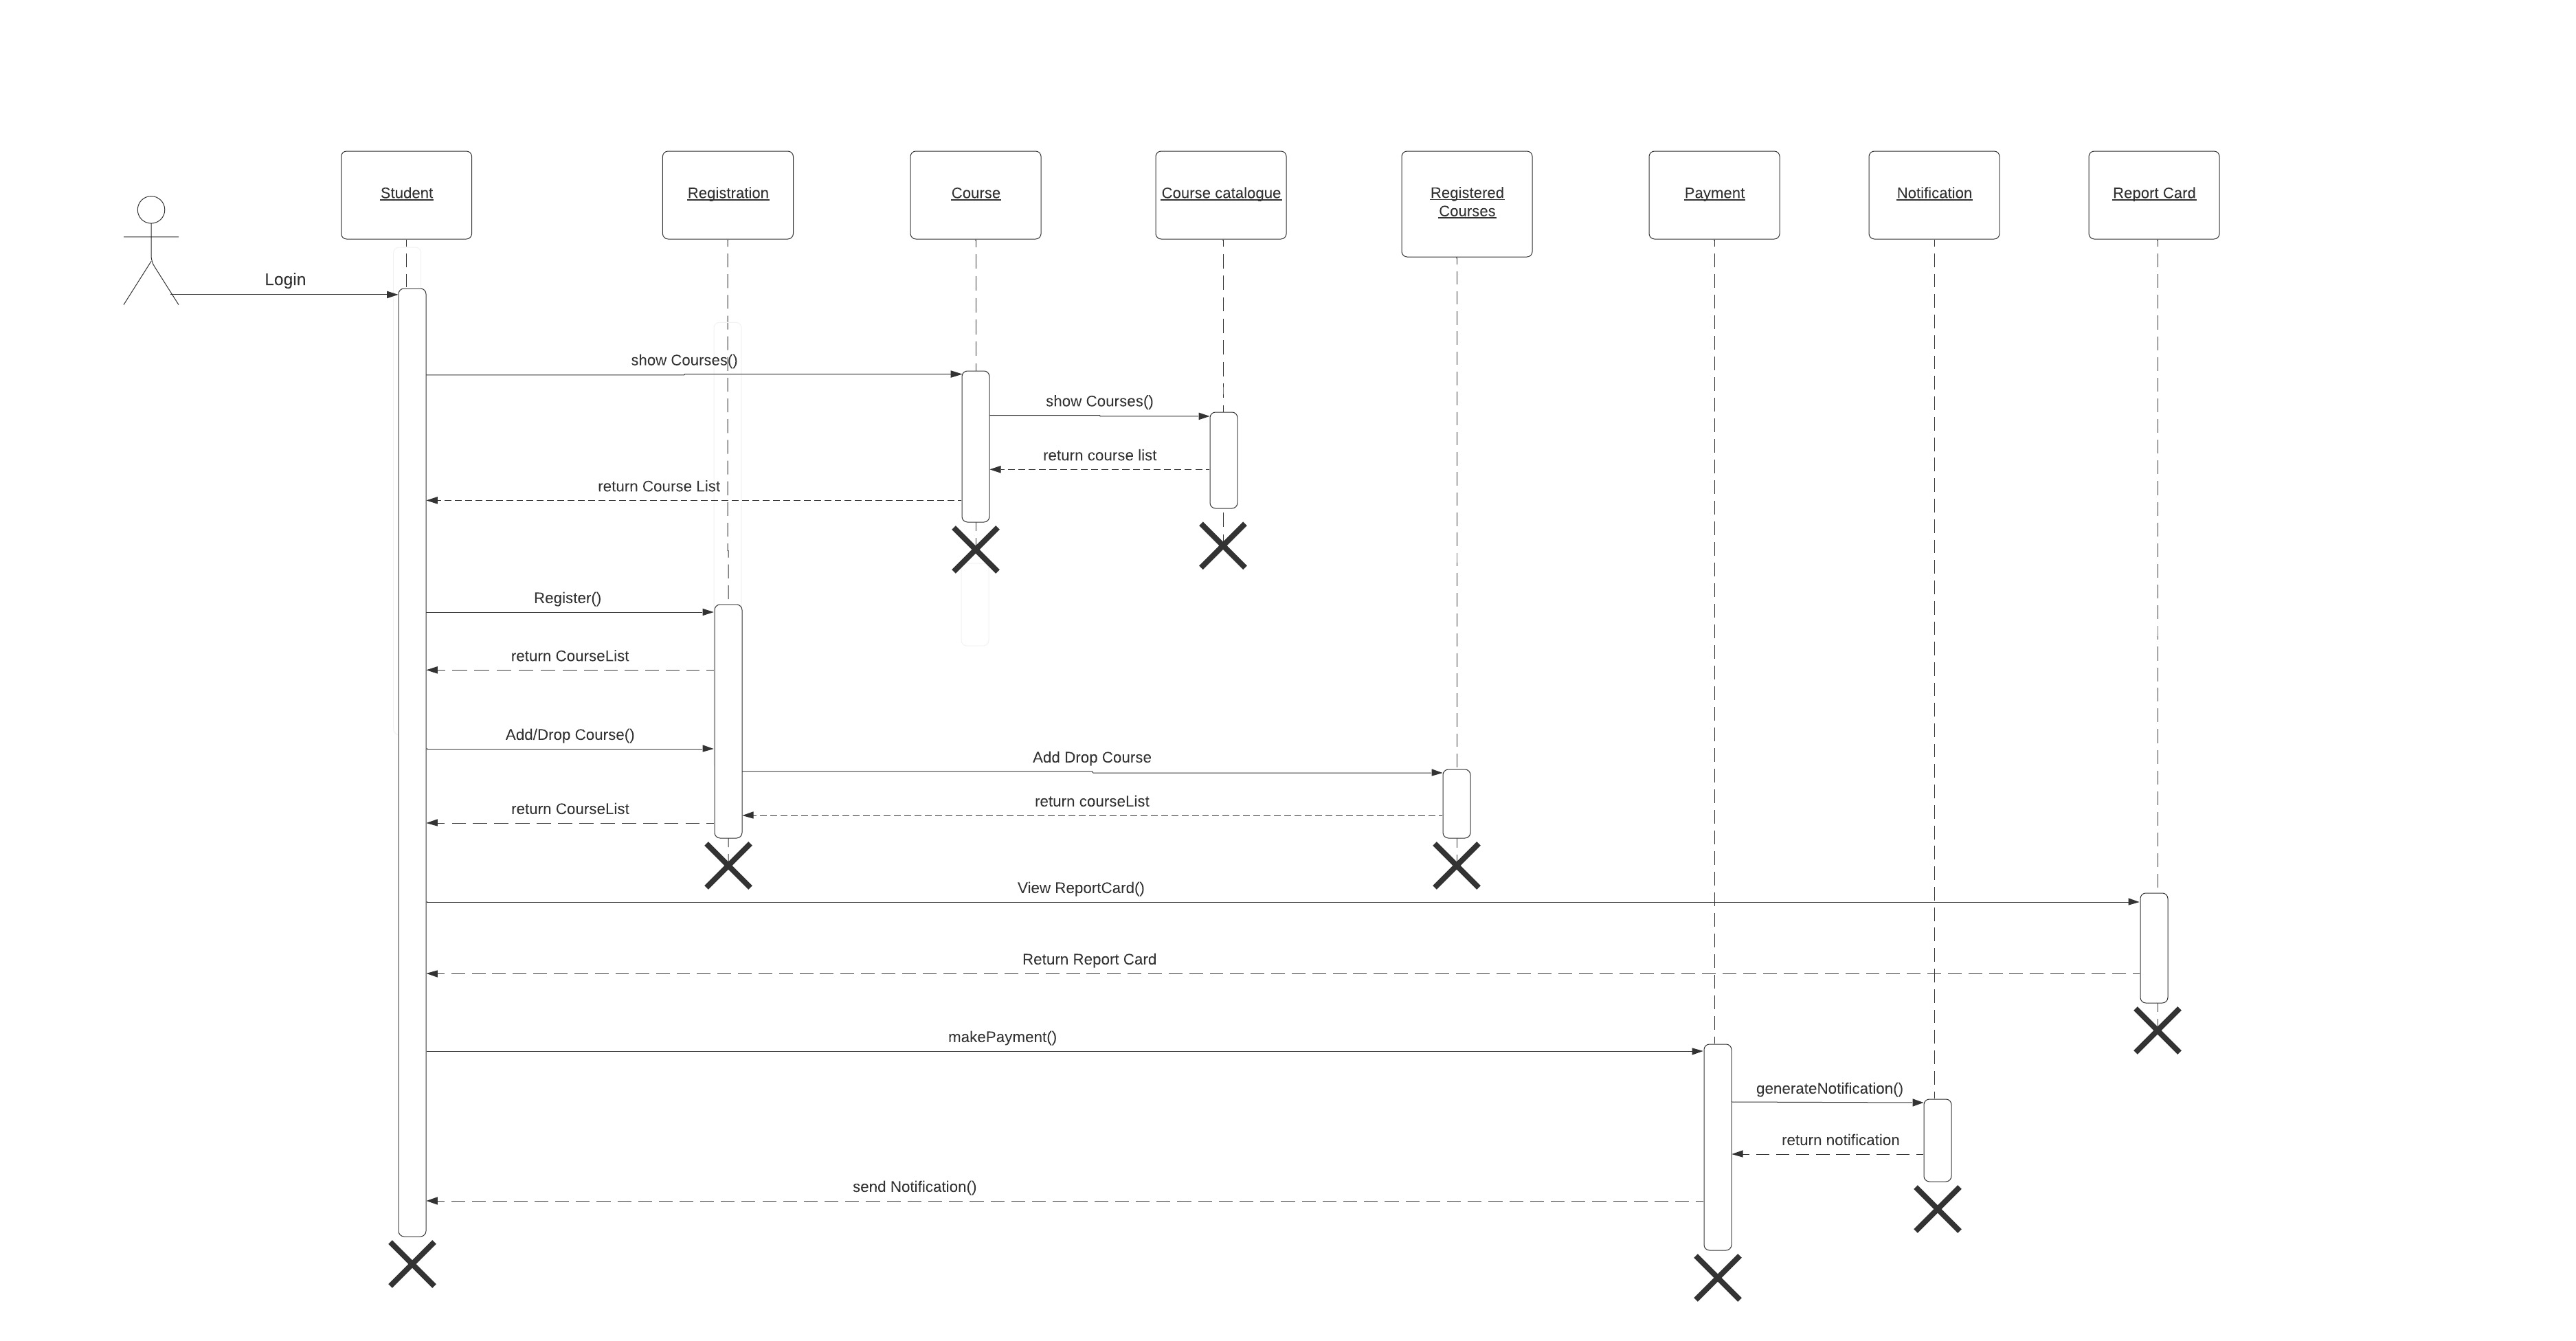 Student
Registration
Course
Course catalogue
Registered
Courses
Payment
Notification
Report Card
Login
show Courses()
show Courses()
return course list
return Course List
Register()
return CourseList
Add/Drop Course()
Add Drop Course
return courseList
return CourseList
View ReportCard()
Return Report Card
makePayment()
generateNotification()
return notification
send Notification()